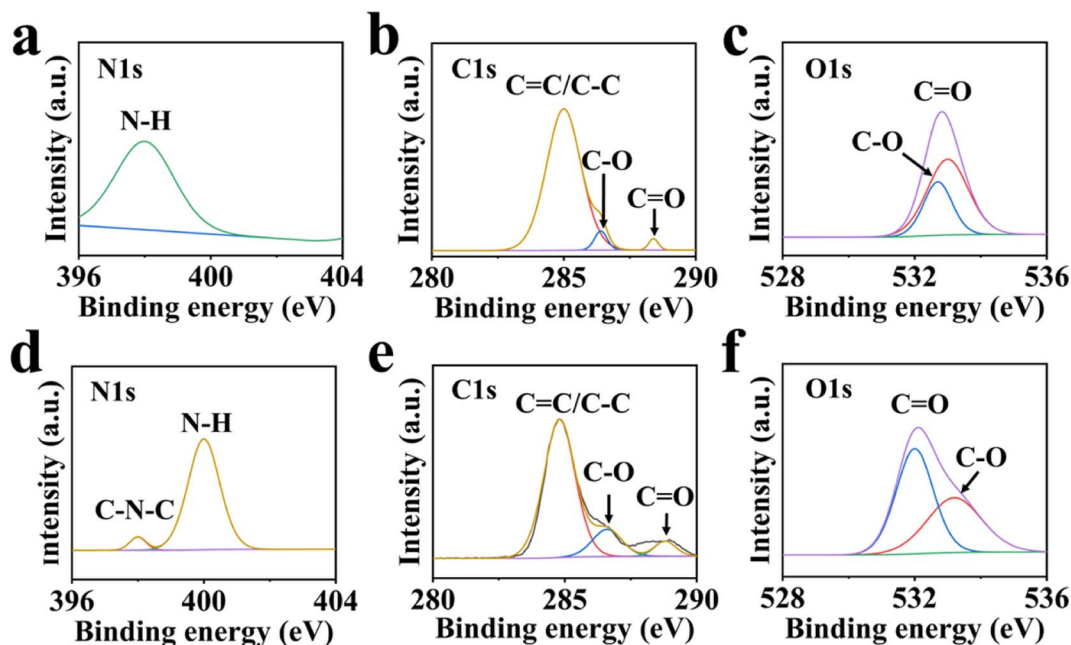 a
N1s
N-H
Intensity (a.u.)
396 398 400 402 404
Binding energy (eV)
b
C1s
C=C/C-C
C-O
C=O
Intensity (a.u.)
280 285 290
Binding energy (eV)
c
O1s
C=O
C-O
Intensity (a.u.)
528 532 536
Binding energy (eV)
d
N1s
N-H
C-N-C
Intensity (a.u.)
396 400 404
Binding energy (eV)
e
C1s
C=C/C-C
C-O
C=O
Intensity (a.u.)
280 285 290
Binding energy (eV)
f
O1s
C=O
C-O
Intensity (a.u.)
528 532 536
Binding energy (eV)